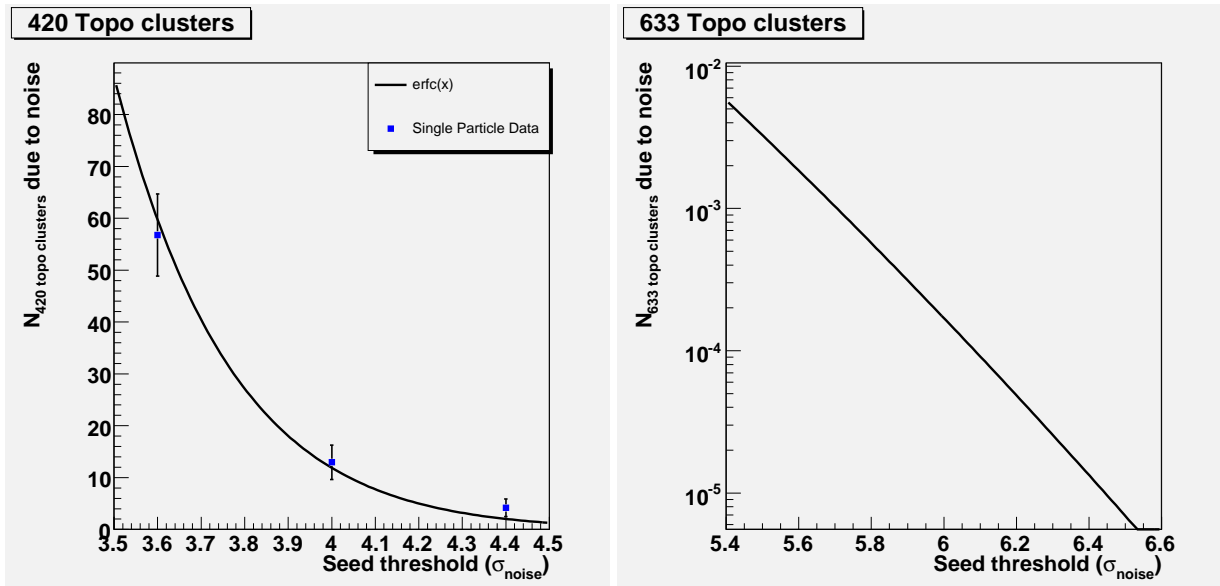 420 Topo clusters
N420 topo clusters due to noise
80
70
60
50
40
30
20
10
0
erfc(x)
Single Particle Data
3.5 3.6 3.7 3.8 3.9 4 4.1 4.2 4.3 4.4 4.5
Seed threshold (σnoise)
633 Topo clusters
N633 topo clusters due to noise
10-2
10-3
10-4
10-5
5.4 5.6 5.8 6 6.2 6.4 6.6
Seed threshold (σnoise)